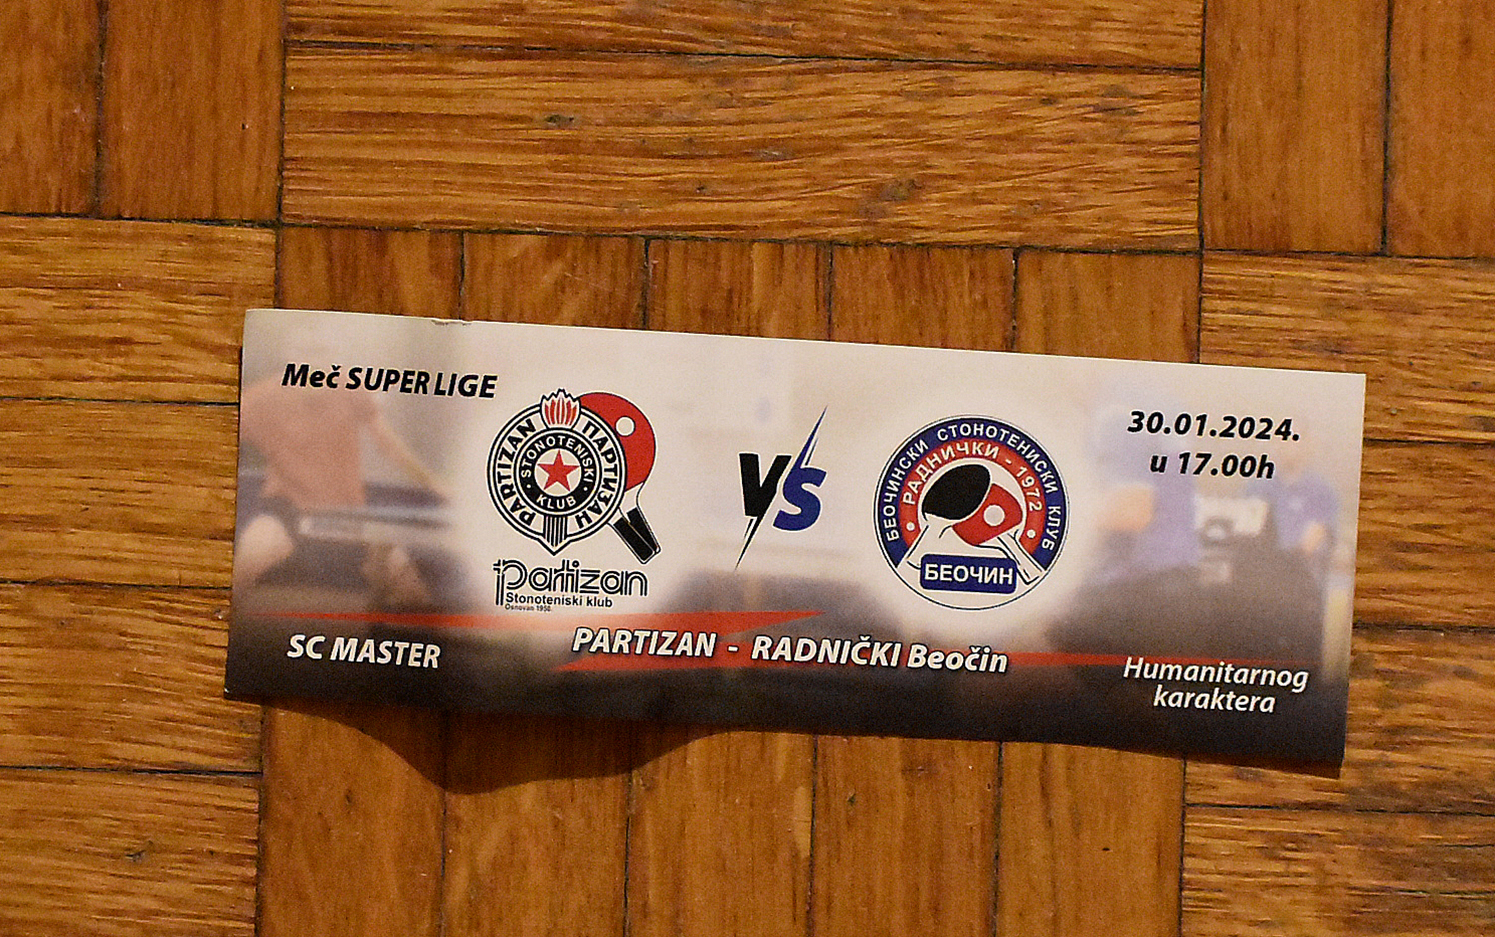 Meč SUPER LIGE
PARTIZAN ПАРТИЗАН
STONOTENISKI
KLUB
Partizan
Stonoteniski klub
Osnovan 1950.
VS
БЕОЧИНСКИ СТОНОТЕНИСКИ КЛУБ
РАДНИЧКИ - 1972
БЕОЧИН
30.01.2024.
u 17.00h
SC MASTER
PARTIZAN - RADNIČKI Beočin
Humanitarnog
karaktera